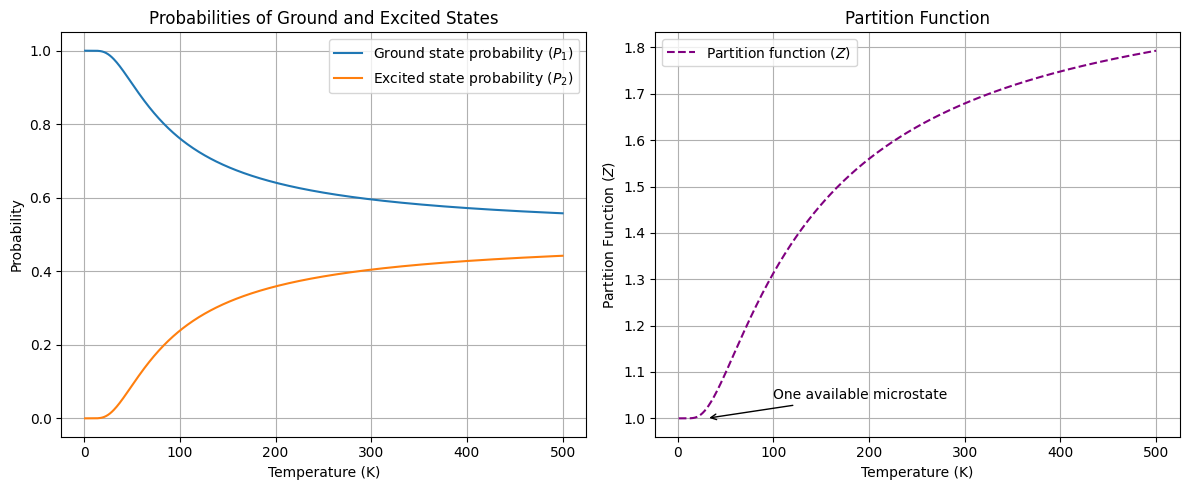 Probabilities of Ground and Excited States
Ground state probability (P₁)
Excited state probability (P₂)
1.0
0.8
0.6
0.4
0.2
0.0
Probability
0
100
200
300
400
500
Temperature (K)
Partition Function
Partition function (Z)
1.8
1.7
1.6
1.5
1.4
1.3
1.2
1.1
1.0
Partition Function (Z)
One available microstate
0
100
200
300
400
500
Temperature (K)